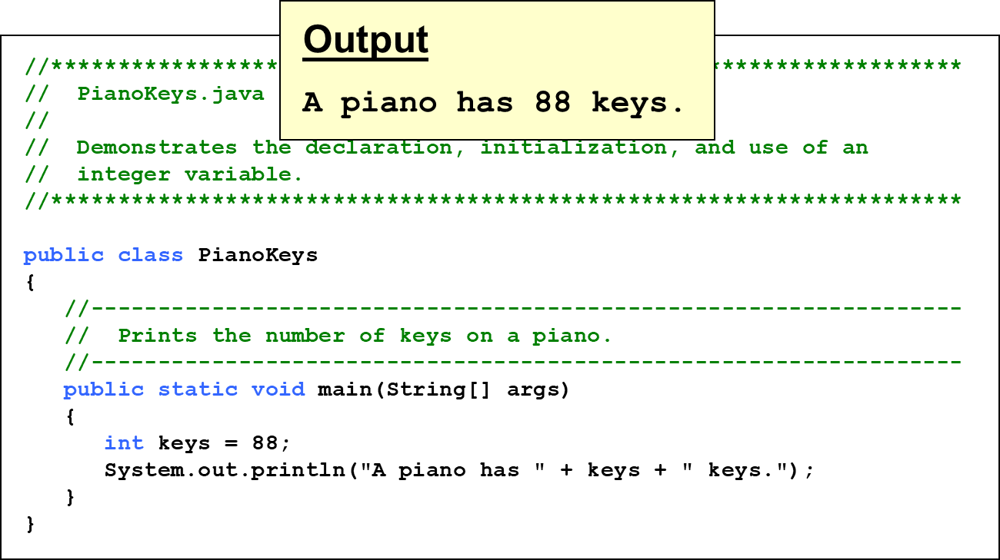 Output
A piano has 88 keys.
//***************** *******************
//  PianoKeys.java
//
//  Demonstrates the declaration, initialization, and use of an
//  integer variable.
//********************************************************************
public class PianoKeys
{
   //-----------------------------------------------------------------
   //  Prints the number of keys on a piano.
   //-----------------------------------------------------------------
   public static void main(String[] args)
   {
      int keys = 88;
      System.out.println("A piano has " + keys + " keys.");
   }
}